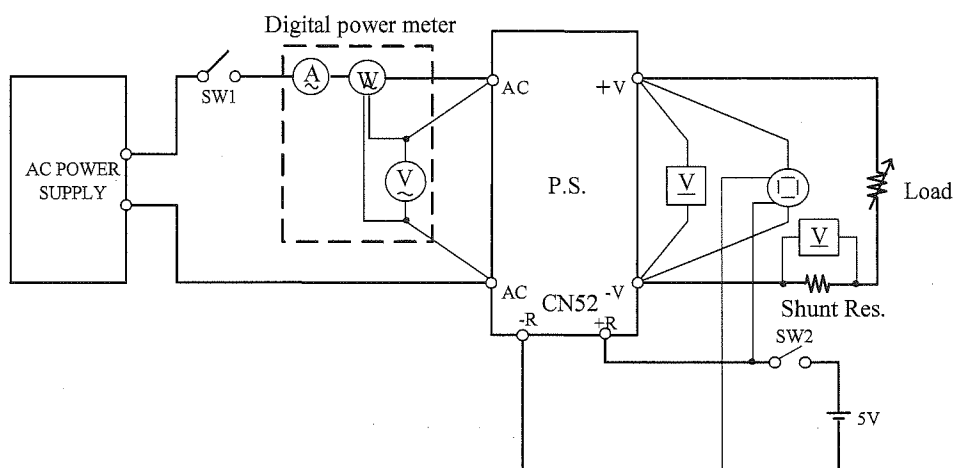 Digital power meter
A
W
SW1
AC
+V
AC POWER
SUPPLY
V
P.S.
V
Load
V
AC
-V
CN52
-R
+R
Shunt Res.
SW2
5V